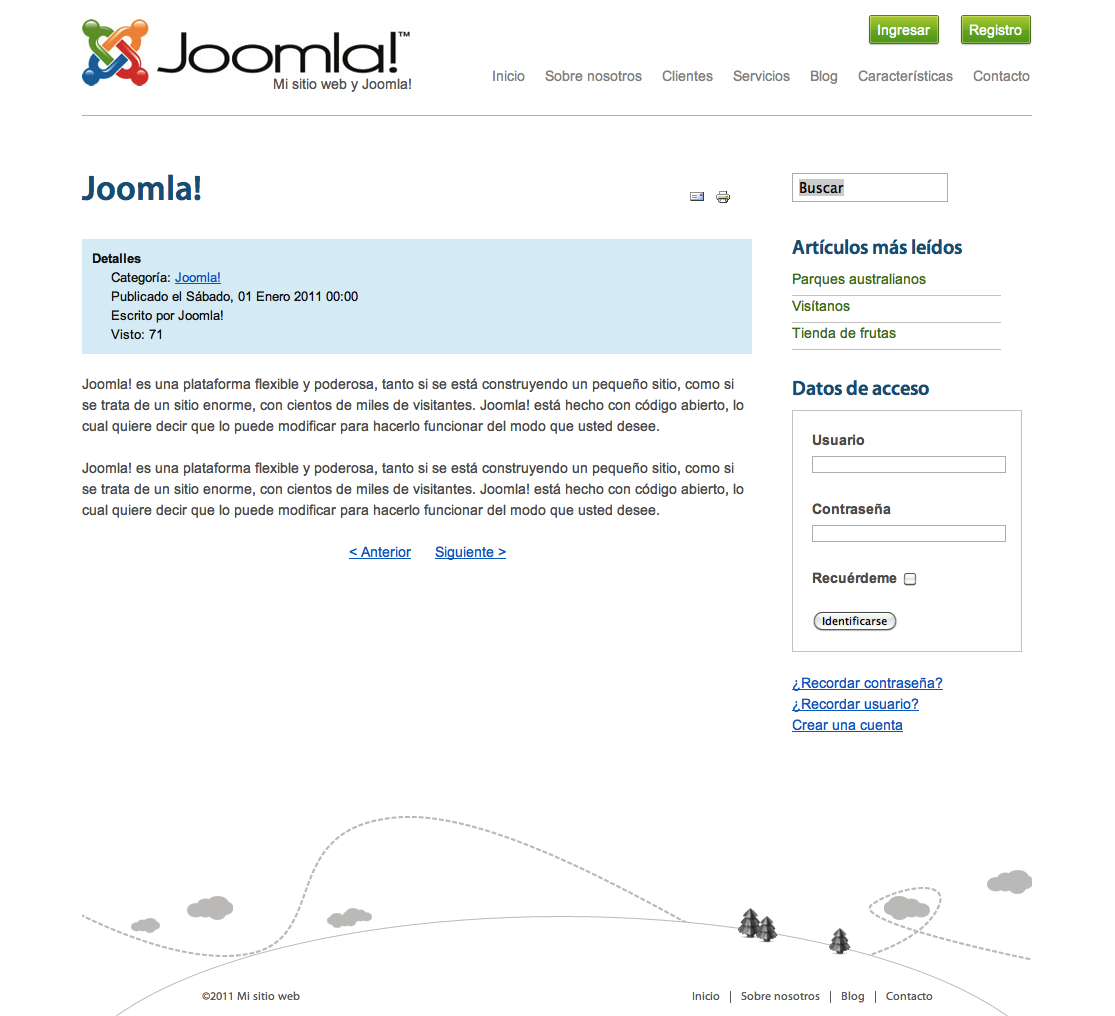 Joomla!™
Mi sitio web y Joomla!
Ingresar
Registro
Inicio
Sobre nosotros
Clientes
Servicios
Blog
Características
Contacto
Joomla!
Detalles
Categoría: Joomla!
Publicado el Sábado, 01 Enero 2011 00:00
Escrito por Joomla!
Visto: 71
Joomla! es una plataforma flexible y poderosa, tanto si se está construyendo un pequeño sitio, como si
se trata de un sitio enorme, con cientos de miles de visitantes. Joomla! está hecho con código abierto, lo
cual quiere decir que lo puede modificar para hacerlo funcionar del modo que usted desee.
Joomla! es una plataforma flexible y poderosa, tanto si se está construyendo un pequeño sitio, como si
se trata de un sitio enorme, con cientos de miles de visitantes. Joomla! está hecho con código abierto, lo
cual quiere decir que lo puede modificar para hacerlo funcionar del modo que usted desee.
< Anterior
Siguiente >
Buscar
Artículos más leídos
Parques australianos
Visítanos
Tienda de frutas
Datos de acceso
Usuario
Contraseña
Recuérdeme
Identificarse
¿Recordar contraseña?
¿Recordar usuario?
Crear una cuenta
©2011 Mi sitio web
Inicio | Sobre nosotros | Blog | Contacto